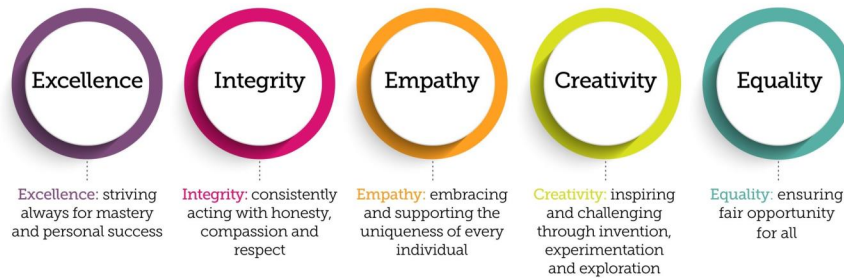 Excellence
Integrity
Empathy
Creativity
Equality
Excellence: striving
always for mastery
and personal success
Integrity: consistently
acting with honesty,
compassion and
respect
Empathy: embracing
and supporting the
uniqueness of every
individual
Creativity: inspiring
and challenging
through invention,
experimentation
and exploration
Equality: ensuring
fair opportunity
for all